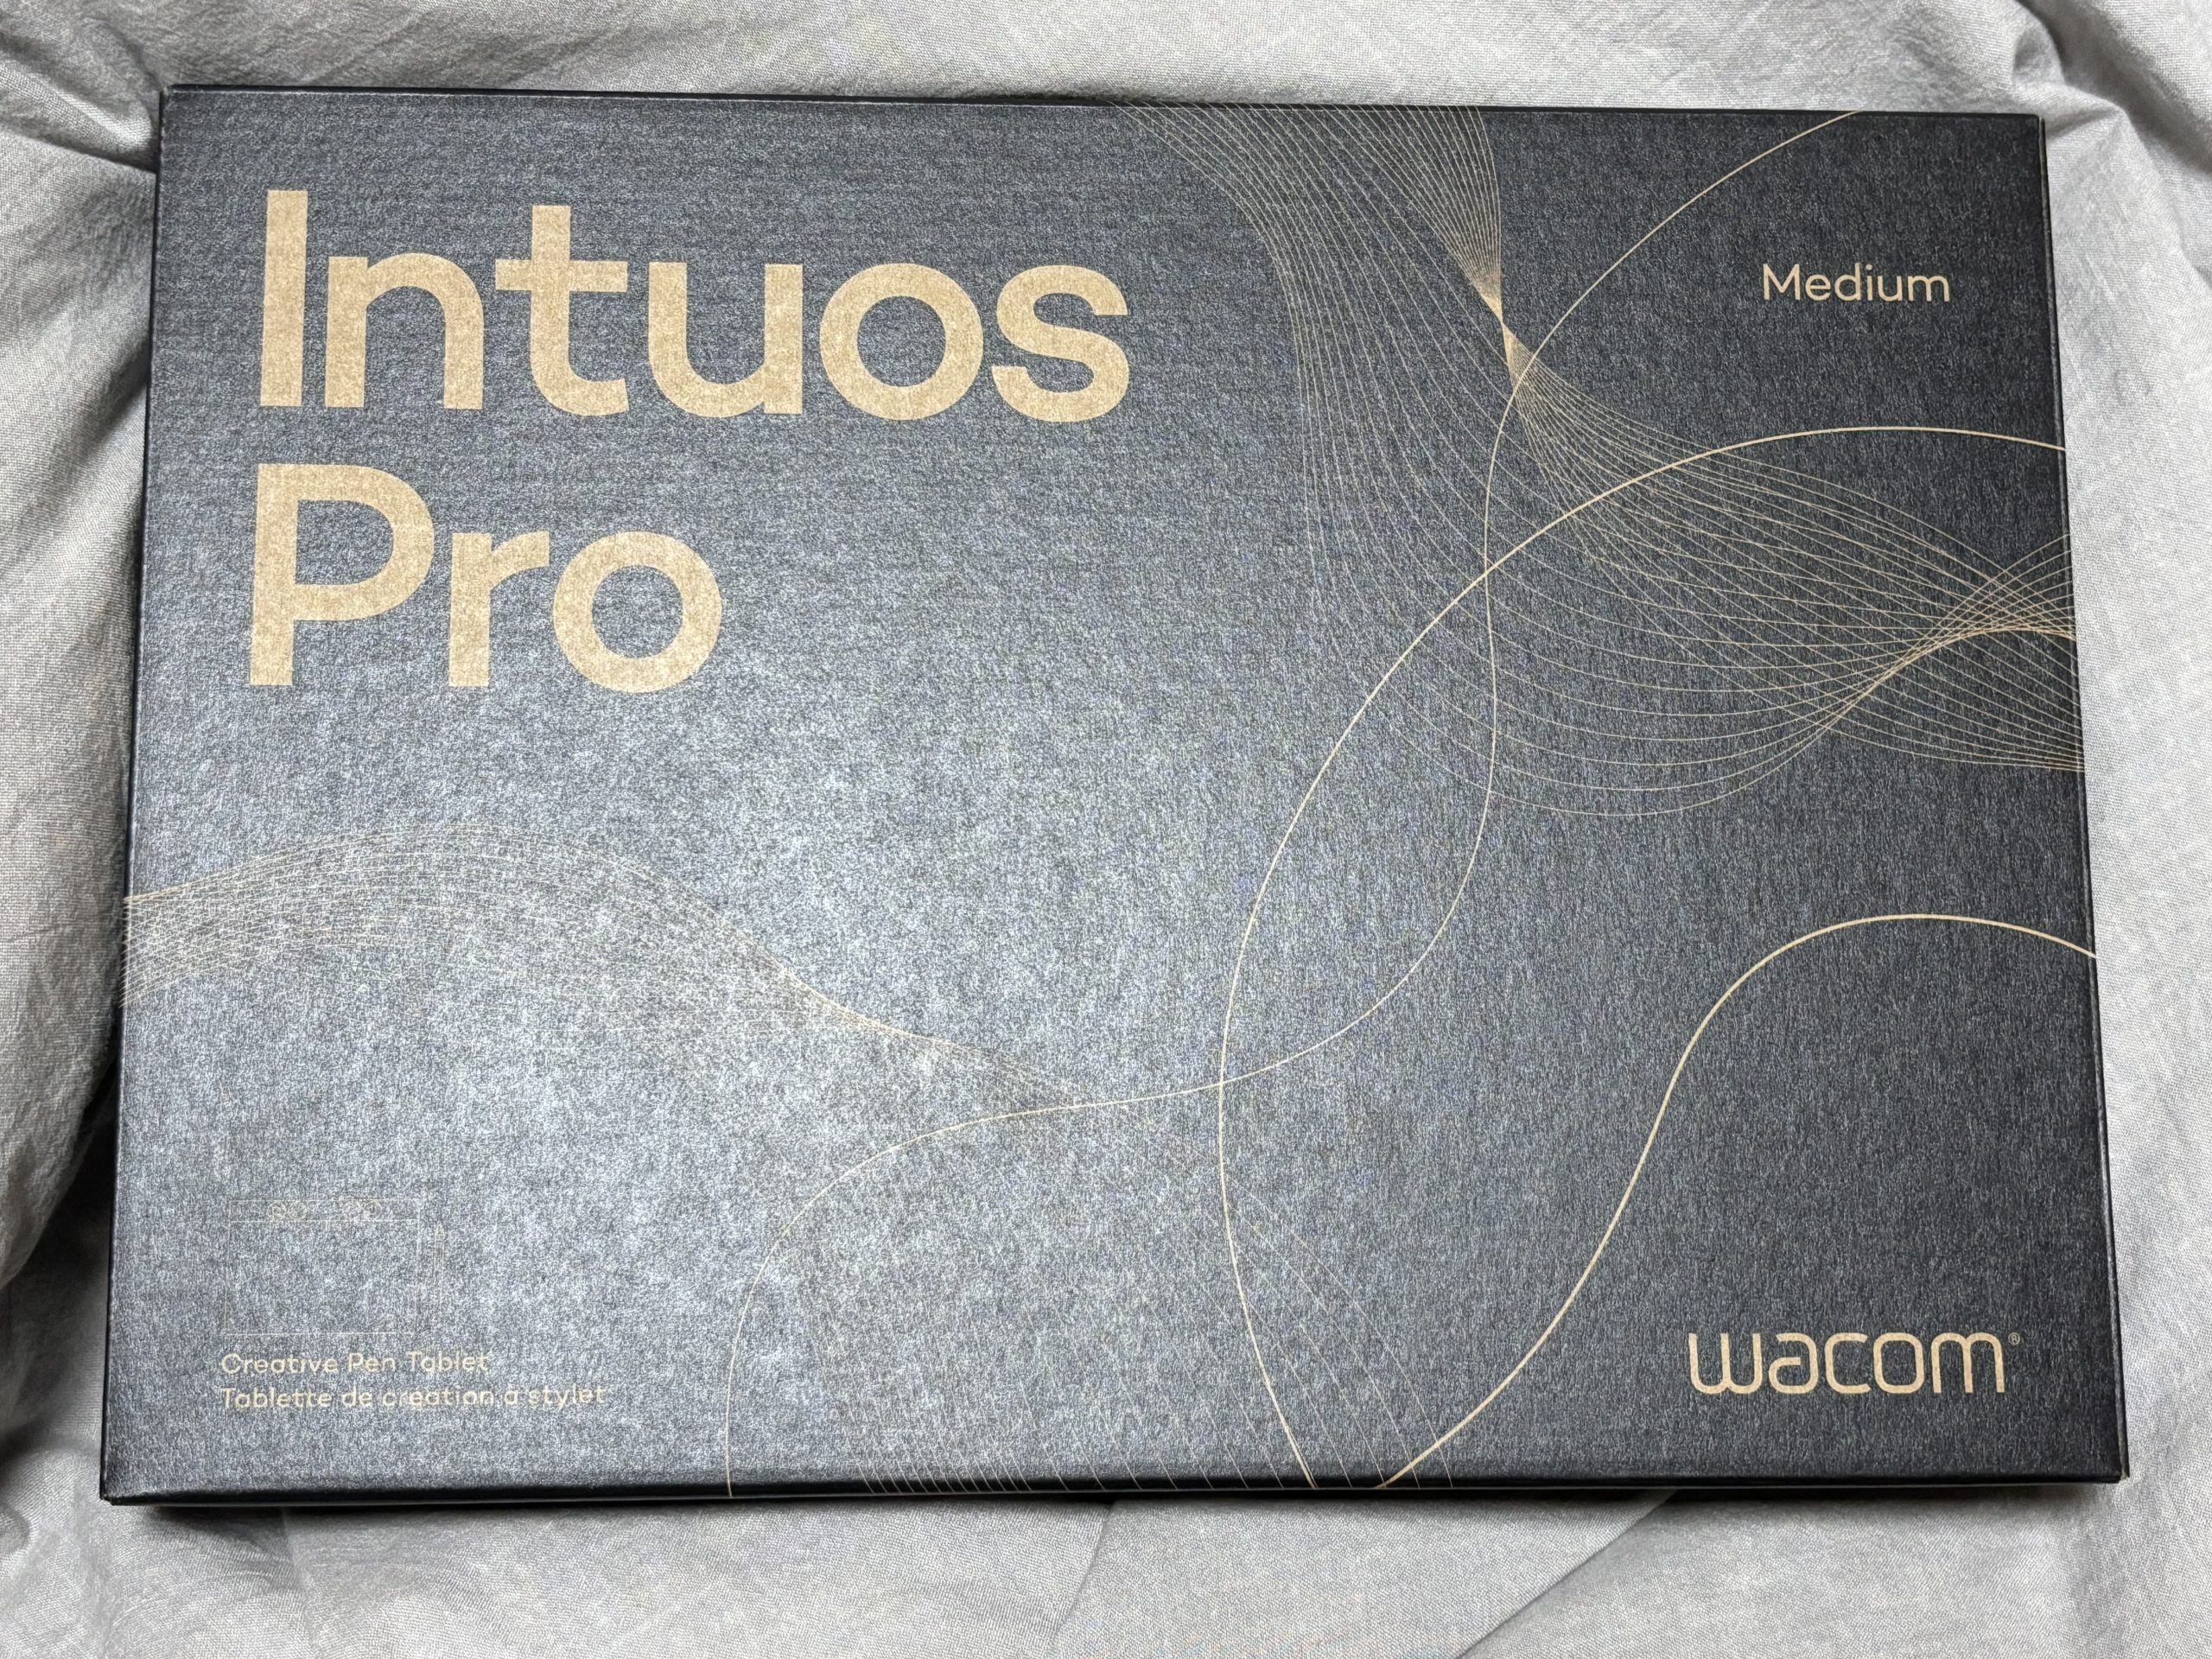 Intuos
Pro
Medium
Creative Pen Tablet
Tablette de création à stylet
wacom®